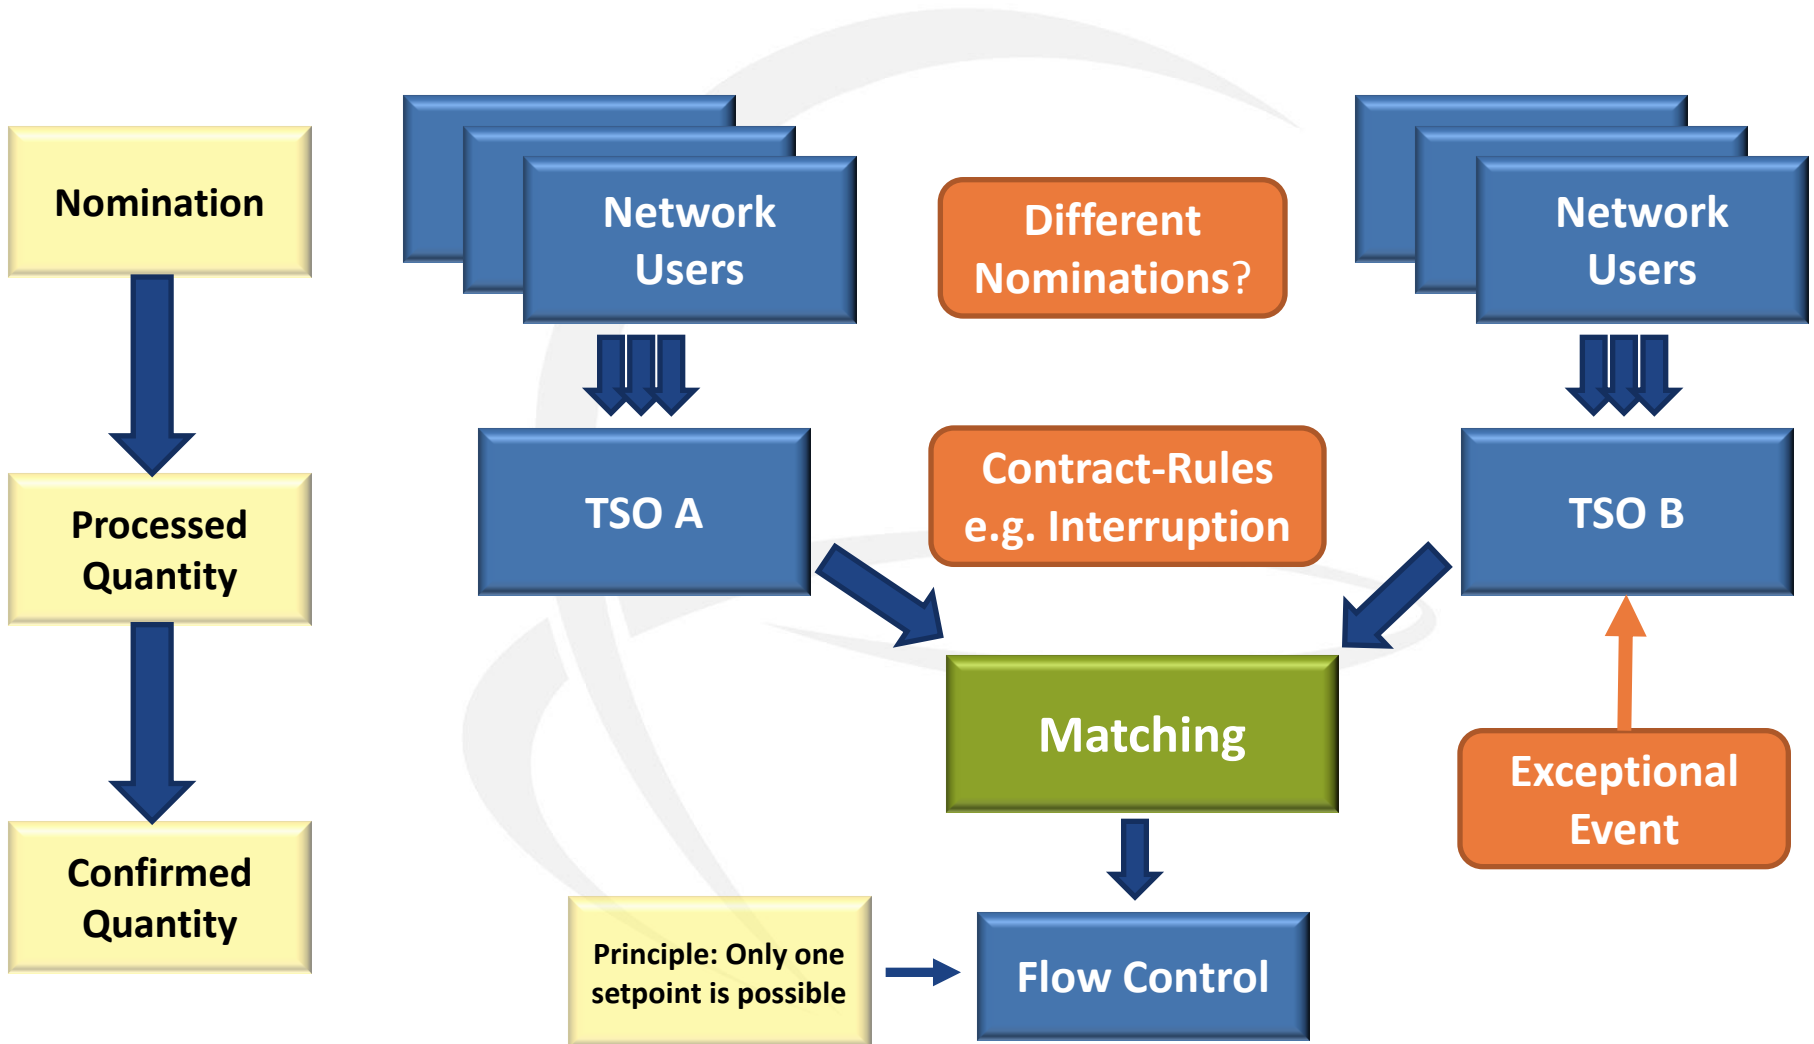 Nomination
Network
Users
Different
Nominations?
Network
Users
Processed
Quantity
TSO A
Contract-Rules
e.g. Interruption
TSO B
Matching
Exceptional
Event
Confirmed
Quantity
Principle: Only one
setpoint is possible
Flow Control